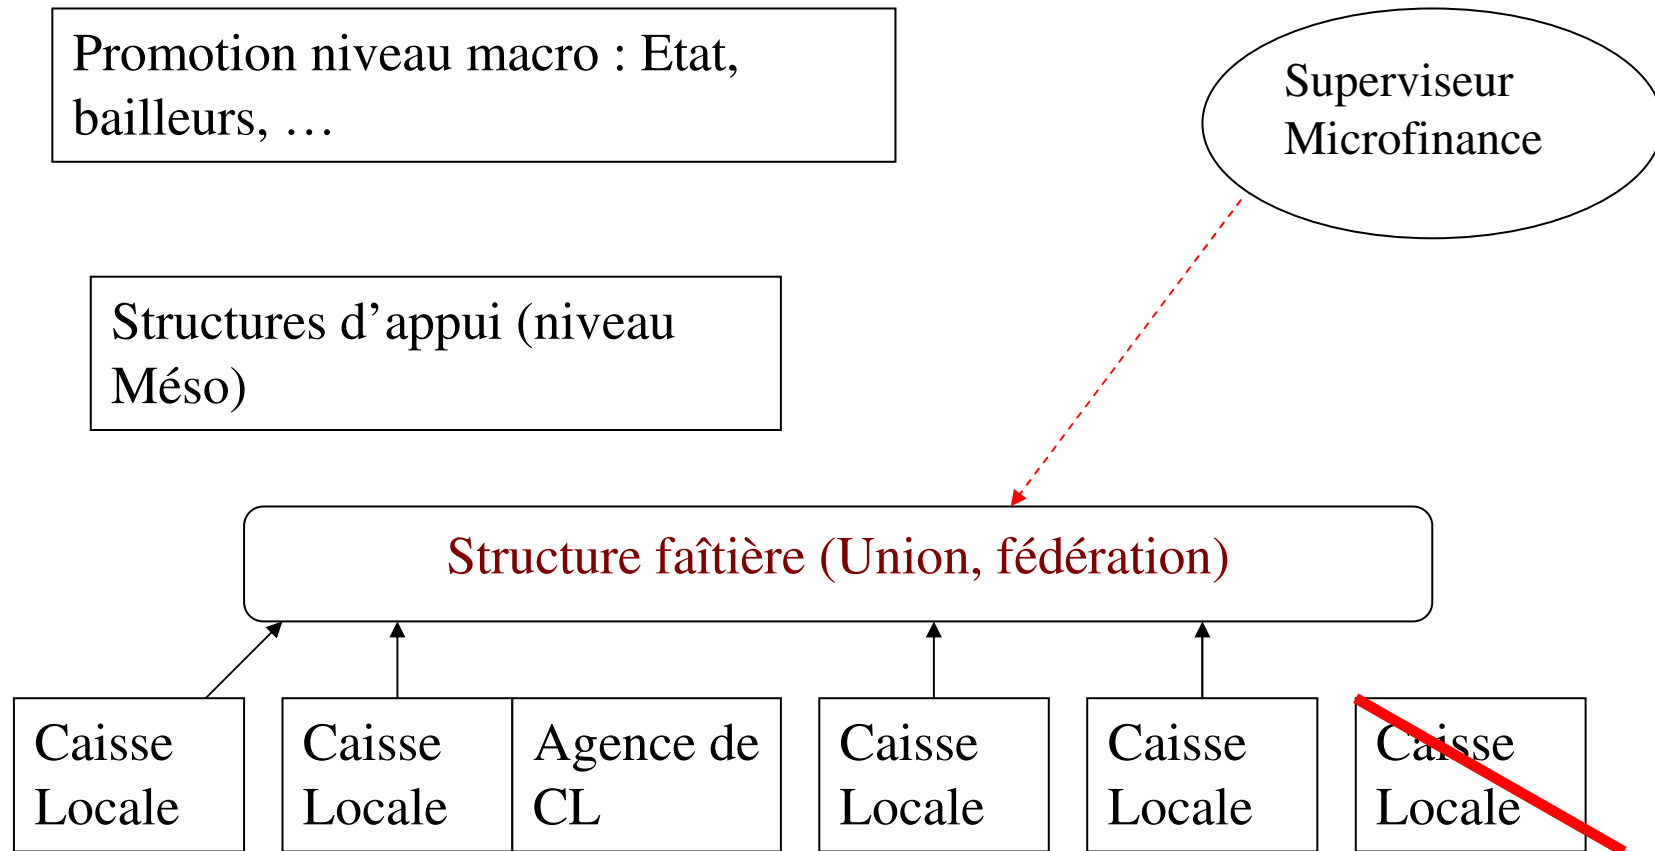 Promotion niveau macro : Etat,
bailleurs, …
Superviseur
Microfinance
Structures d’appui (niveau
Méso)
Structure faîtière (Union, fédération)
Caisse
Locale
Caisse
Locale
Agence de
CL
Caisse
Locale
Caisse
Locale
Caisse
Locale